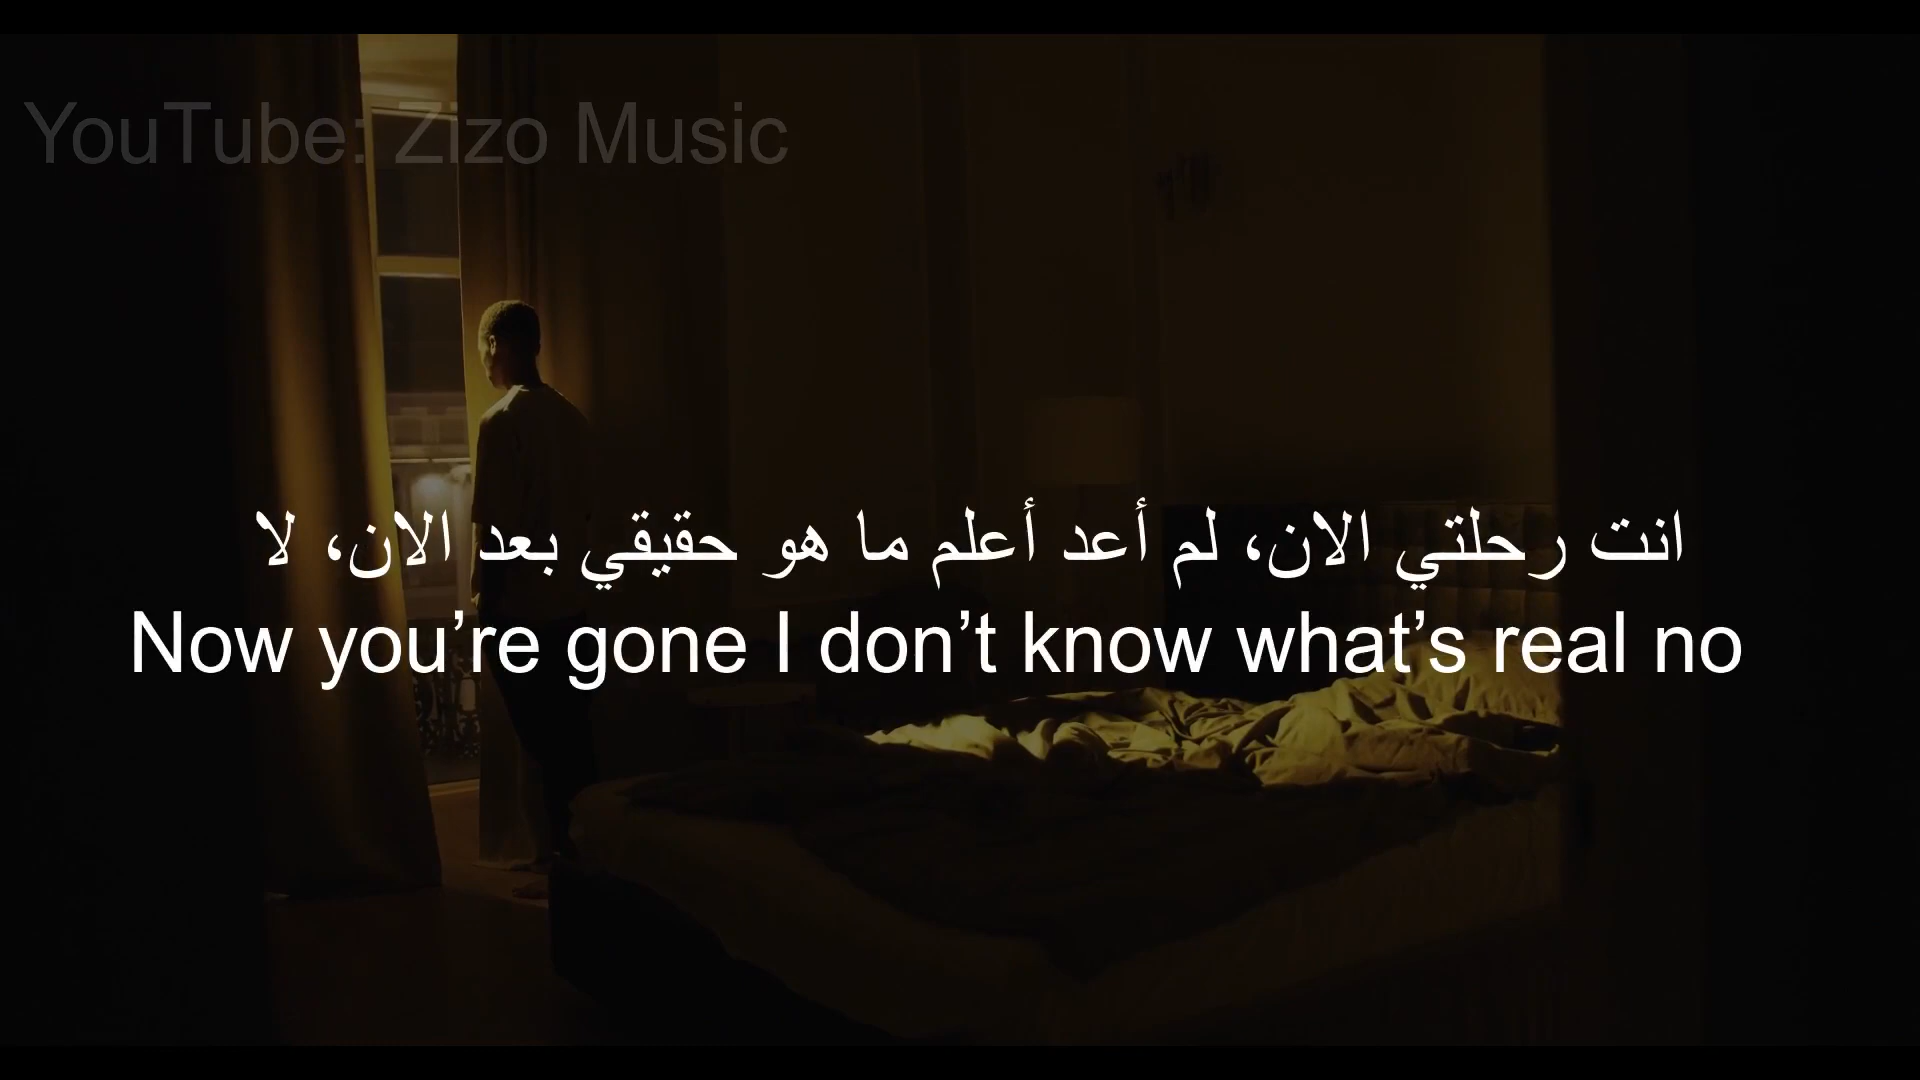 YouTube: Zizo Music
انت رحلتي الان، لم أعد أعلم ما هو حقيقي بعد الان، لا
Now you’re gone I don’t know what’s real no